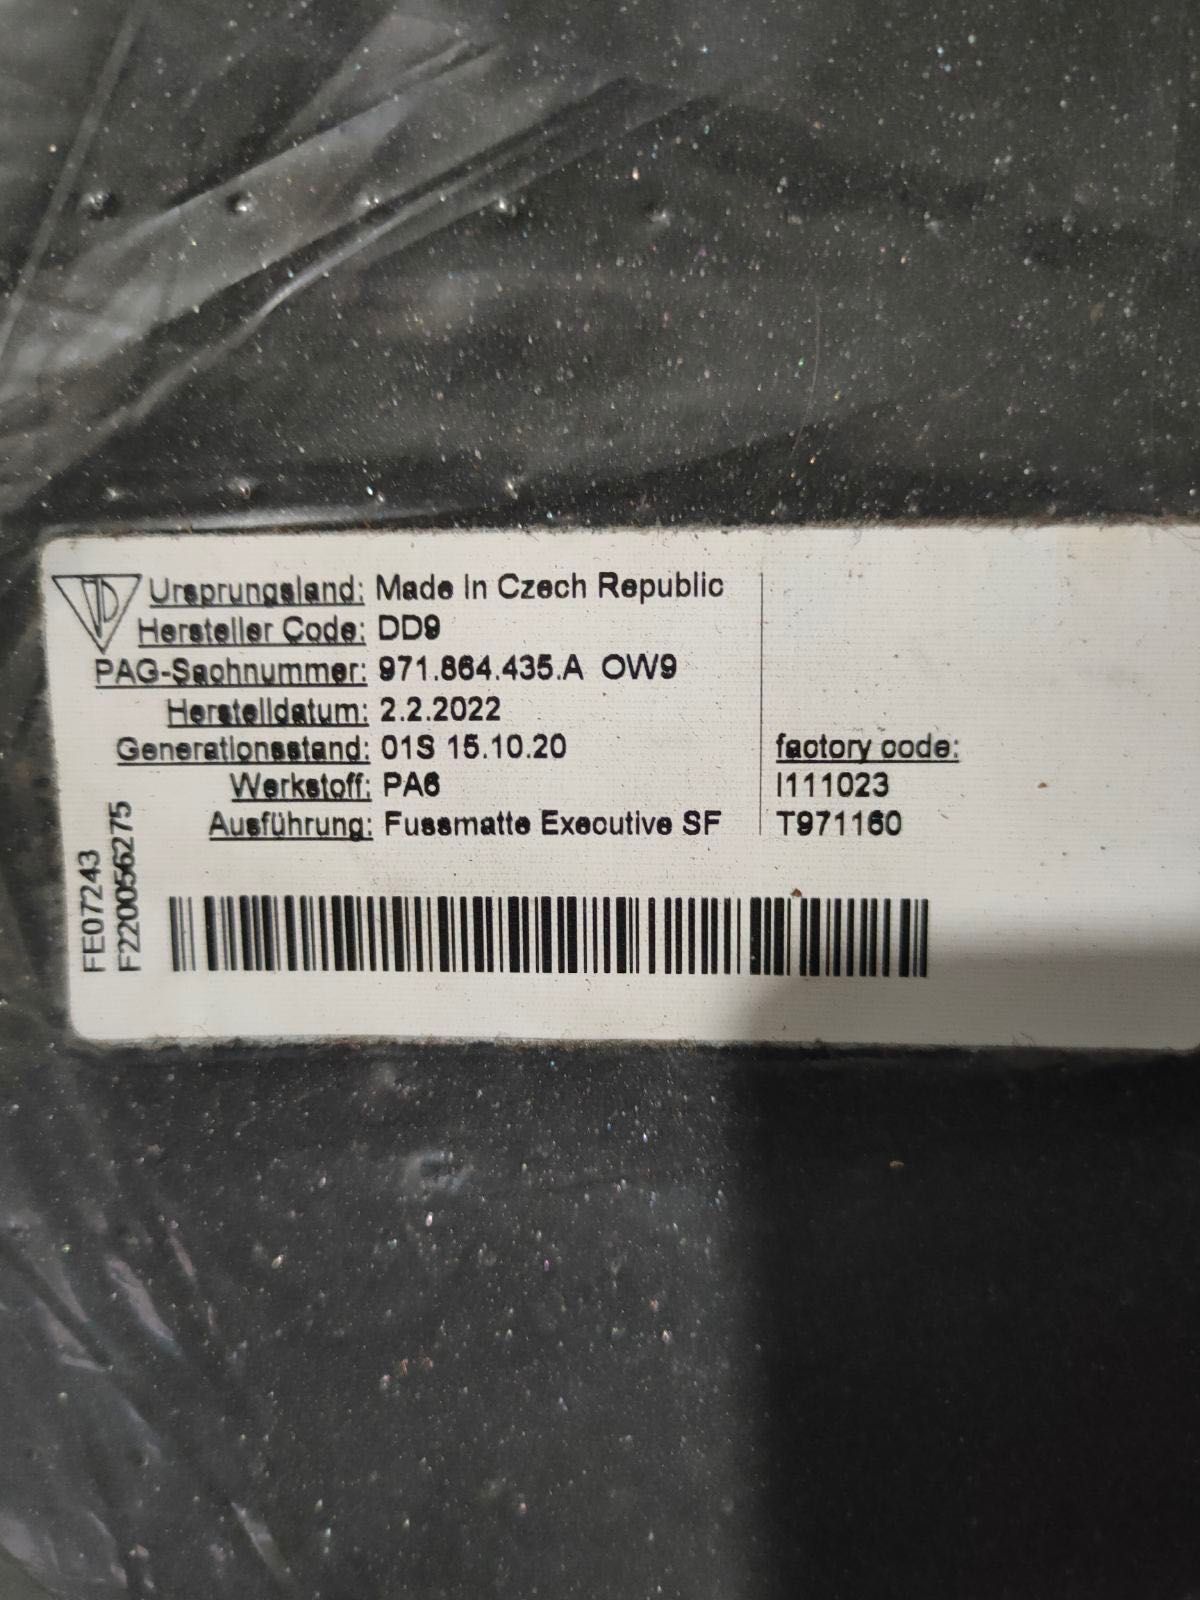 Ursprungsland: Made In Czech Republic
Hersteller Code: DD9
PAG-Sachnummer: 971.864.435.A OW9
Herstelldatum: 2.2.2022
Generationsstand: 01S 15.10.20
Werkstoff: PA6
Ausführung: Fussmatte Executive SF
factory code:
I111023
T971160
FE07243
F220056275